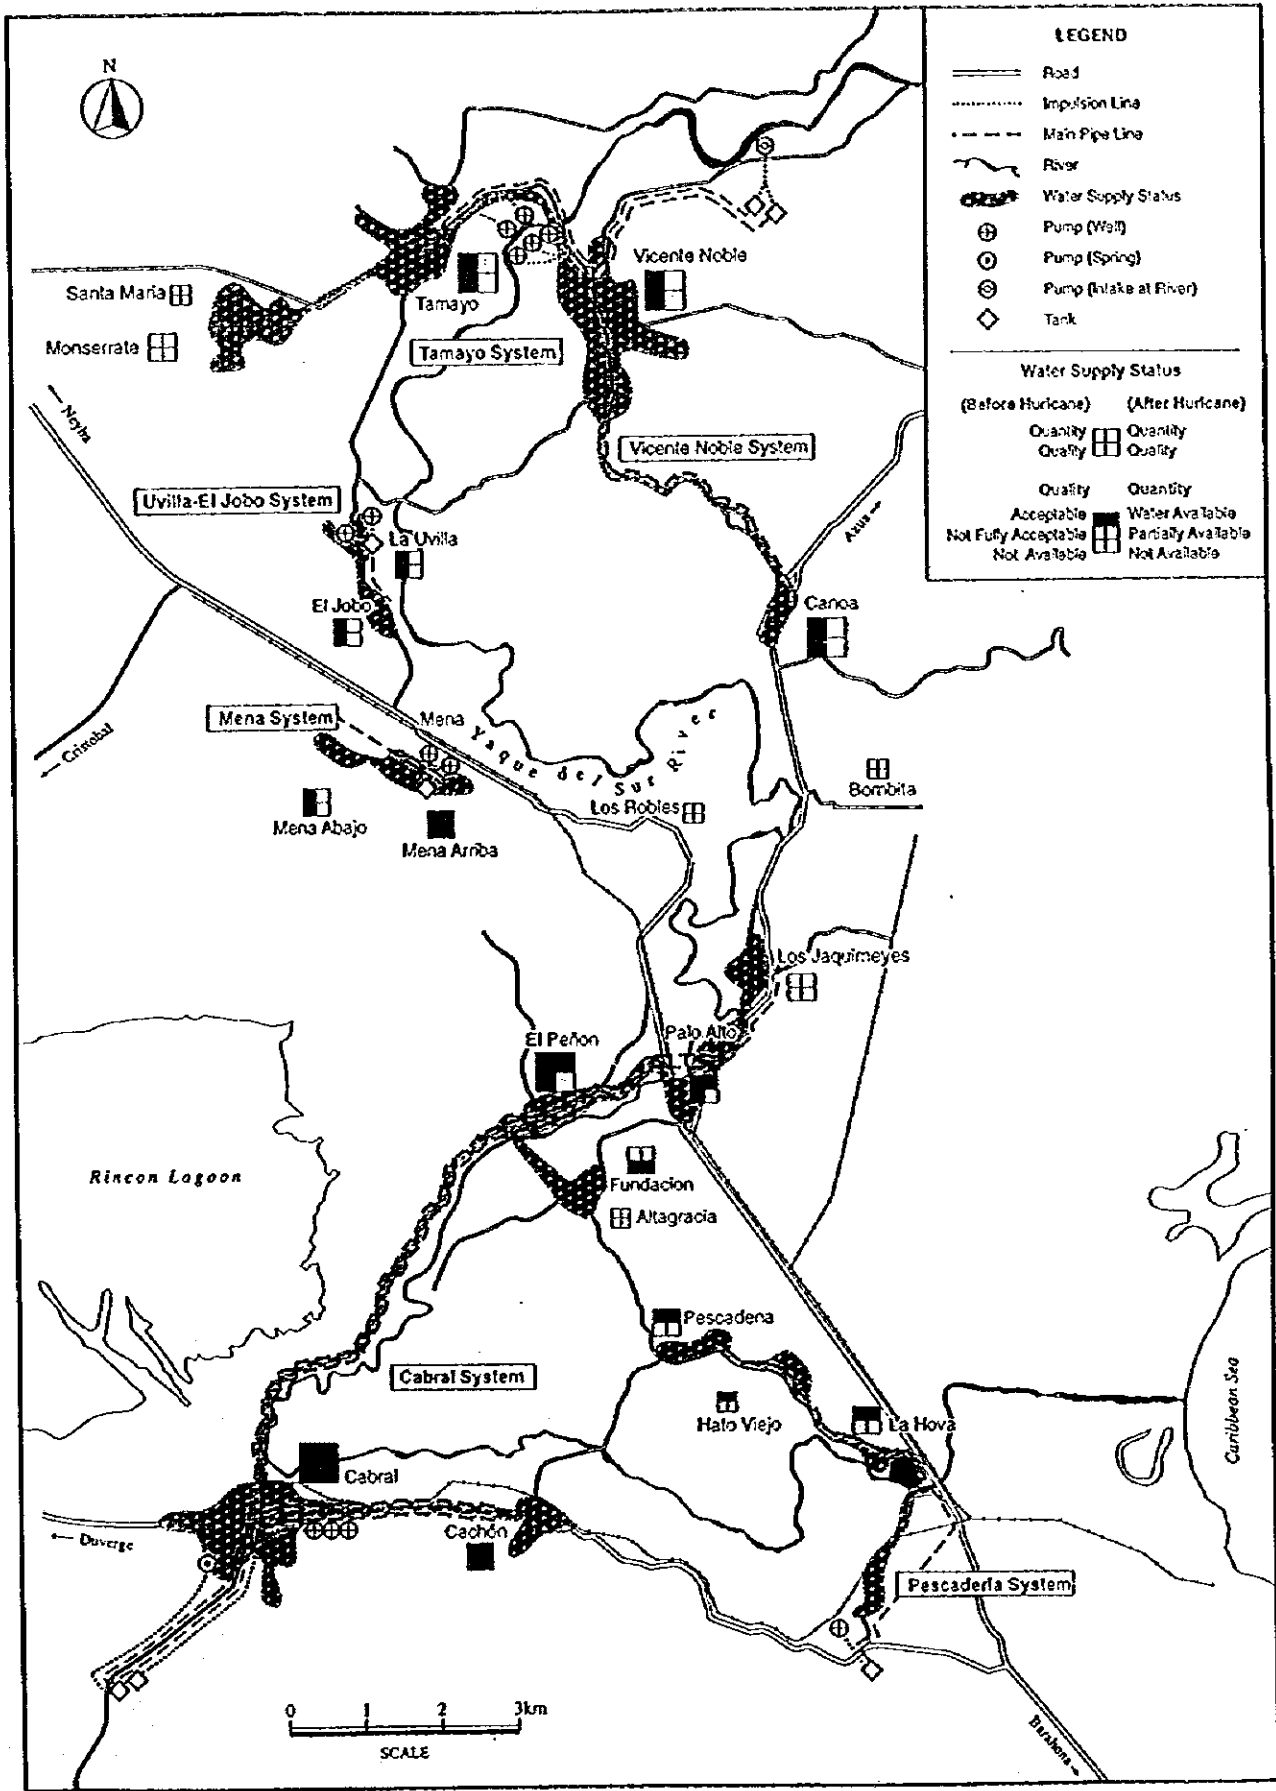 N
LEGEND
Road
Impulsion Line
Main Pipe Line
River
Water Supply Status
Pump (Well)
Pump (Spring)
Pump (Intake at River)
Tank
Water Supply Status
(Before Huricane) (After Huricane)
Quantity Quantity
Quality Quality
Quality Quantity
Acceptable Water Available
Not Fully Acceptable Partially Available
Not Available Not Available
Vicente Noble
Santa Maria
Tamayo
Monserrate
Tamayo System
Neyba
Vicente Noble System
Uvilla-El Jobo System
Azua
La Uvilla
El Jobo
Canoa
Mena System
Mena
Yaque del Sur River
Cristobal
Bombita
Los Robles
Mena Abajo
Mena Arriba
Los Jaquimeyes
Palo Alto
El Peñon
Rincon Lagoon
Fundacion
Altagracia
Pescaderia
Cabral System
Caribbean Sea
Hato Viejo
La Hova
Cabral
Cachón
Duverge
Pescadería System
0 1 2 3km
SCALE
Barahona